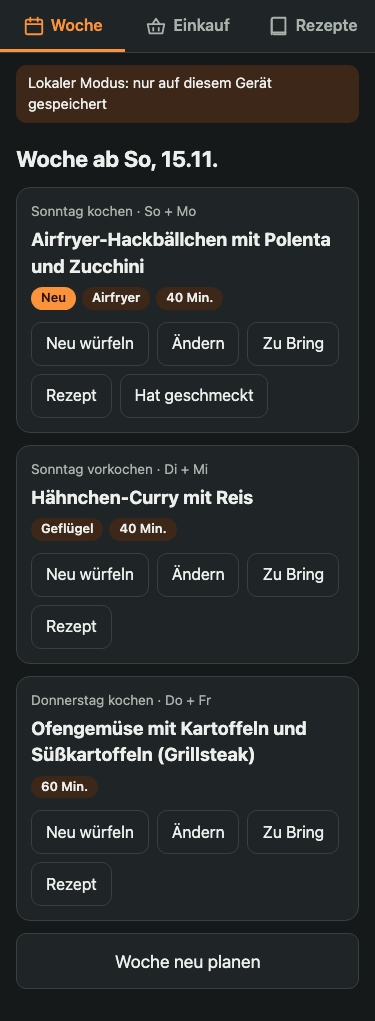 Woche Einkauf Rezepte
Lokaler Modus: nur auf diesem Gerät
gespeichert
Woche ab So, 15.11.
Sonntag kochen · So + Mo
Airfryer-Hackbällchen mit Polenta
und Zucchini
Neu Airfryer 40 Min.
Neu würfeln Ändern Zu Bring
Rezept Hat geschmeckt
Sonntag vorkochen · Di + Mi
Hähnchen-Curry mit Reis
Geflügel 40 Min.
Neu würfeln Ändern Zu Bring
Rezept
Donnerstag kochen · Do + Fr
Ofengemüse mit Kartoffeln und
Süßkartoffeln (Grillsteak)
60 Min.
Neu würfeln Ändern Zu Bring
Rezept
Woche neu planen